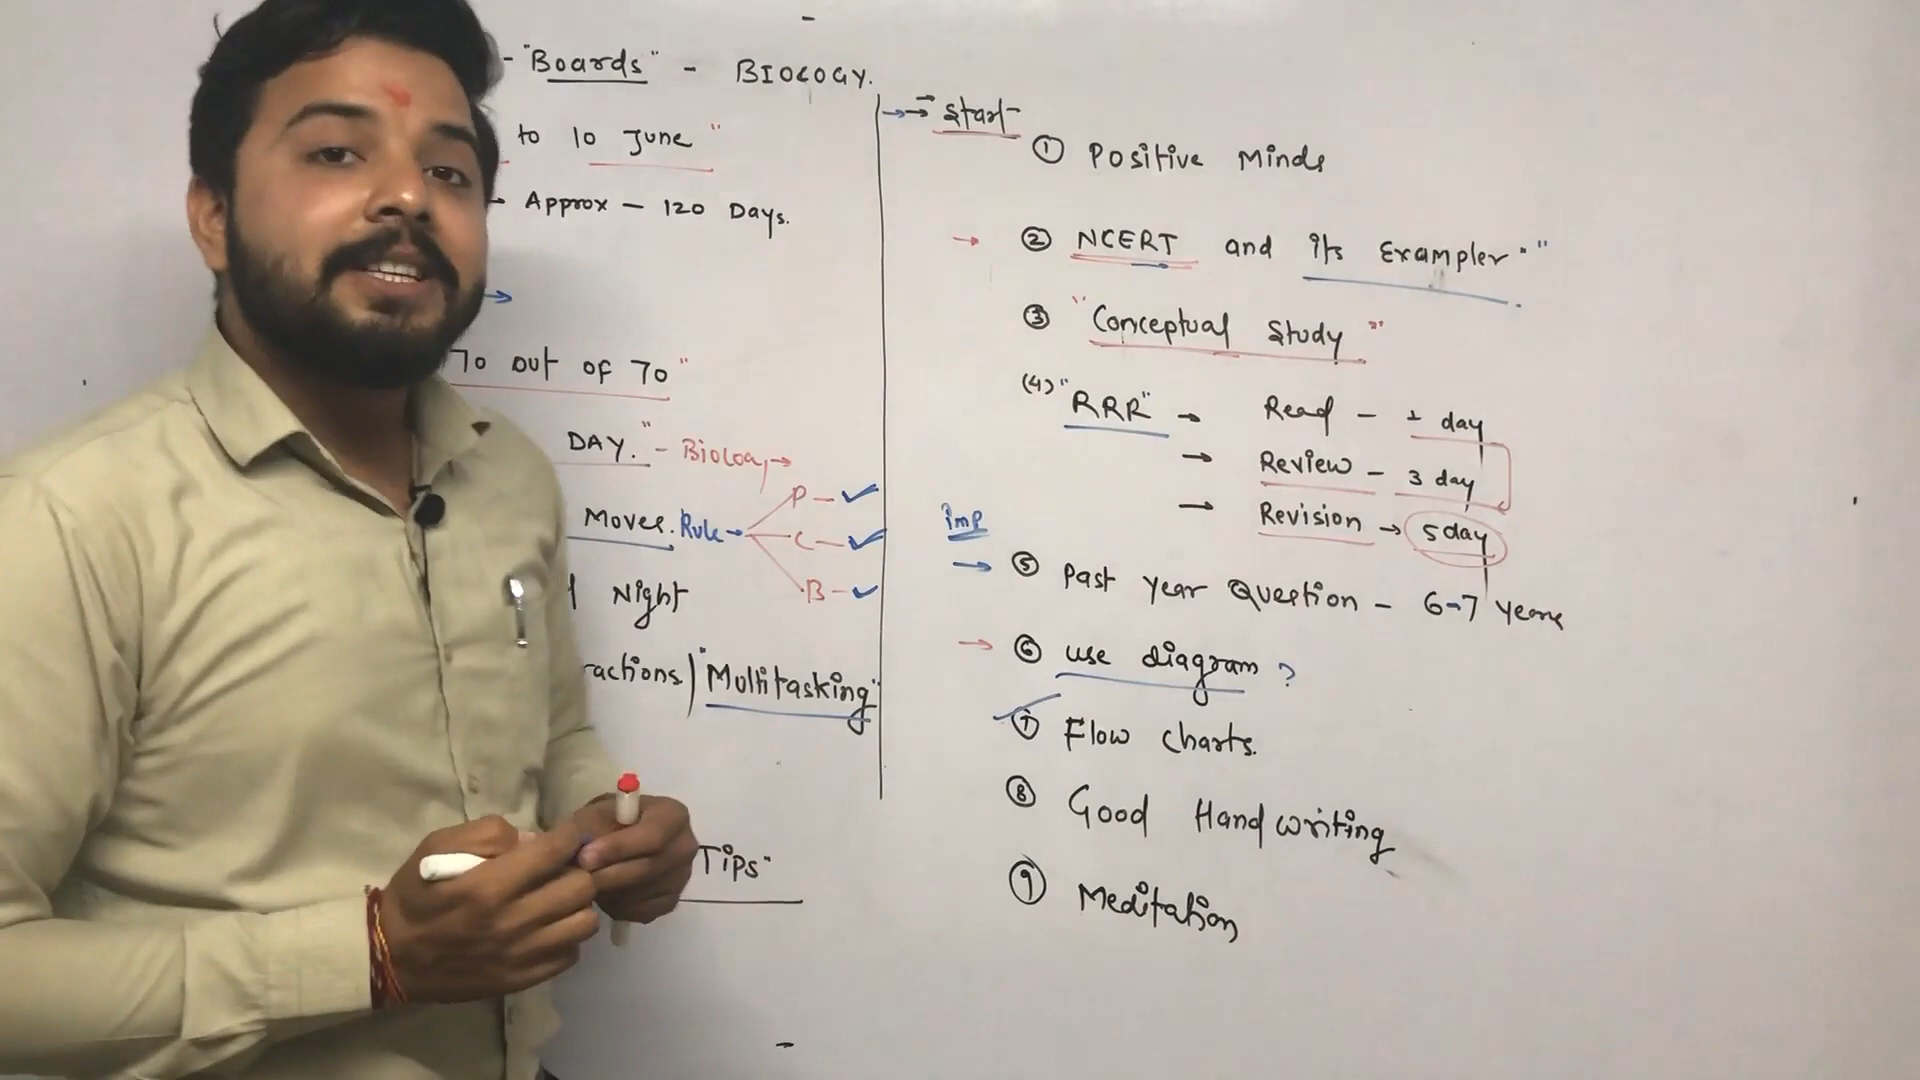 - "Boards" - BIOLOGY.
to 10 June "
→ Approx - 120 Days.
→
70 out of 70 "
DAY." - Biology →
Moves. Rule →
P - ✓
C - ✓
B - ✓
Night
ractions) "Multitasking"
Tips"
→→ Start
① Positive Minds
→ ② NCERT and its Exampler " "
③ "Conceptual Study "
(4) "RRR" → Read - 1 day
→ Review - 3 day
→ Revision → 5 day
imp
→ ⑤ Past Year Question - 6-7 years
→ ⑥ use diagram ?
⑦ Flow charts.
⑧ Good Hand writing
⑨ Meditation